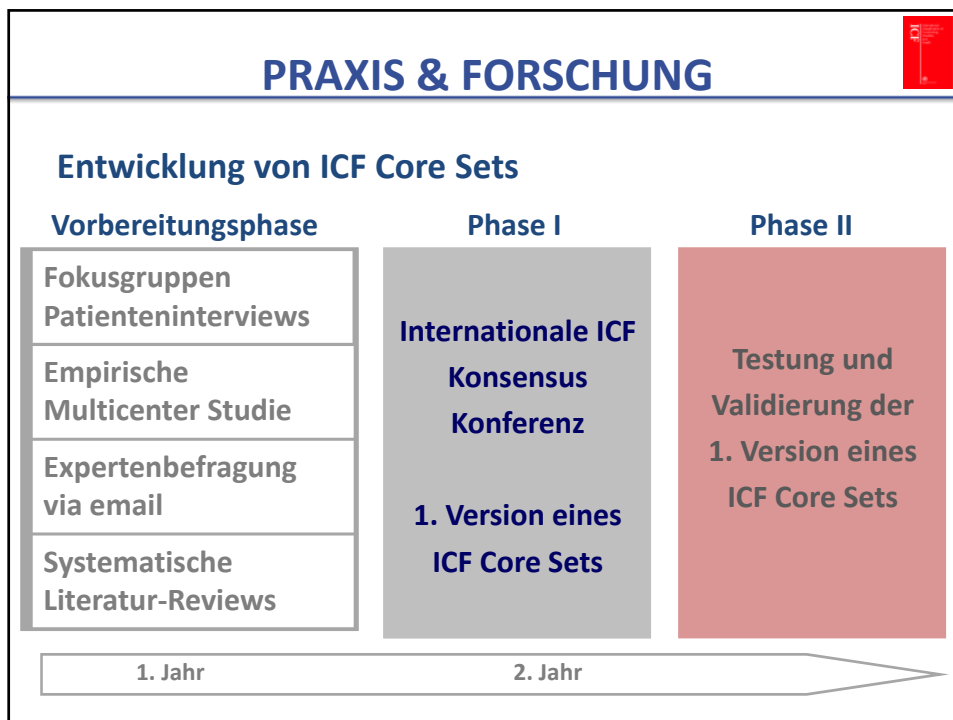 PRAXIS & FORSCHUNG
ICF
Entwicklung von ICF Core Sets
Vorbereitungsphase
Fokusgruppen
Patienteninterviews
Empirische
Multicenter Studie
Expertenbefragung
via email
Systematische
Literatur-Reviews
Phase I
Internationale ICF
Konsensus
Konferenz
1. Version eines
ICF Core Sets
Phase II
Testung und
Validierung der
1. Version eines
ICF Core Sets
1. Jahr
2. Jahr